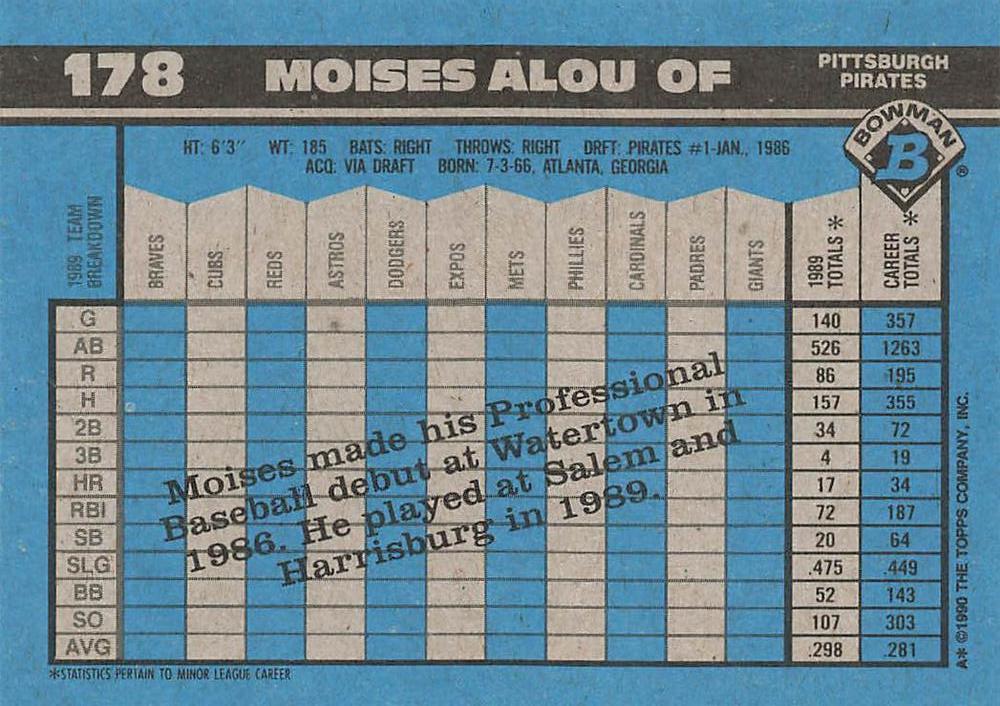 178 MOISES ALOU OF PITTSBURGH PIRATES
BOWMAN
B
®
HT: 6'3" WT: 185 BATS: RIGHT THROWS: RIGHT DRFT: PIRATES #1-JAN., 1986
ACQ: VIA DRAFT BORN: 7-3-66, ATLANTA, GEORGIA
1989 TEAM BREAKDOWN BRAVES CUBS REDS ASTROS DODGERS EXPOS METS PHILLIES CARDINALS PADRES GIANTS 1989 TOTALS * CAREER TOTALS *
G 140 357
AB 526 1263
R 86 195
H 157 355
2B 34 72
3B 4 19
HR 17 34
RBI 72 187
SB 20 64
SLG .475 .449
BB 52 143
SO 107 303
AVG .298 .281
Moises made his Professional
Baseball debut at Watertown in
1986. He played at Salem and
Harrisburg in 1989.
*STATISTICS PERTAIN TO MINOR LEAGUE CAREER
A* ©1990 THE TOPPS COMPANY, INC.